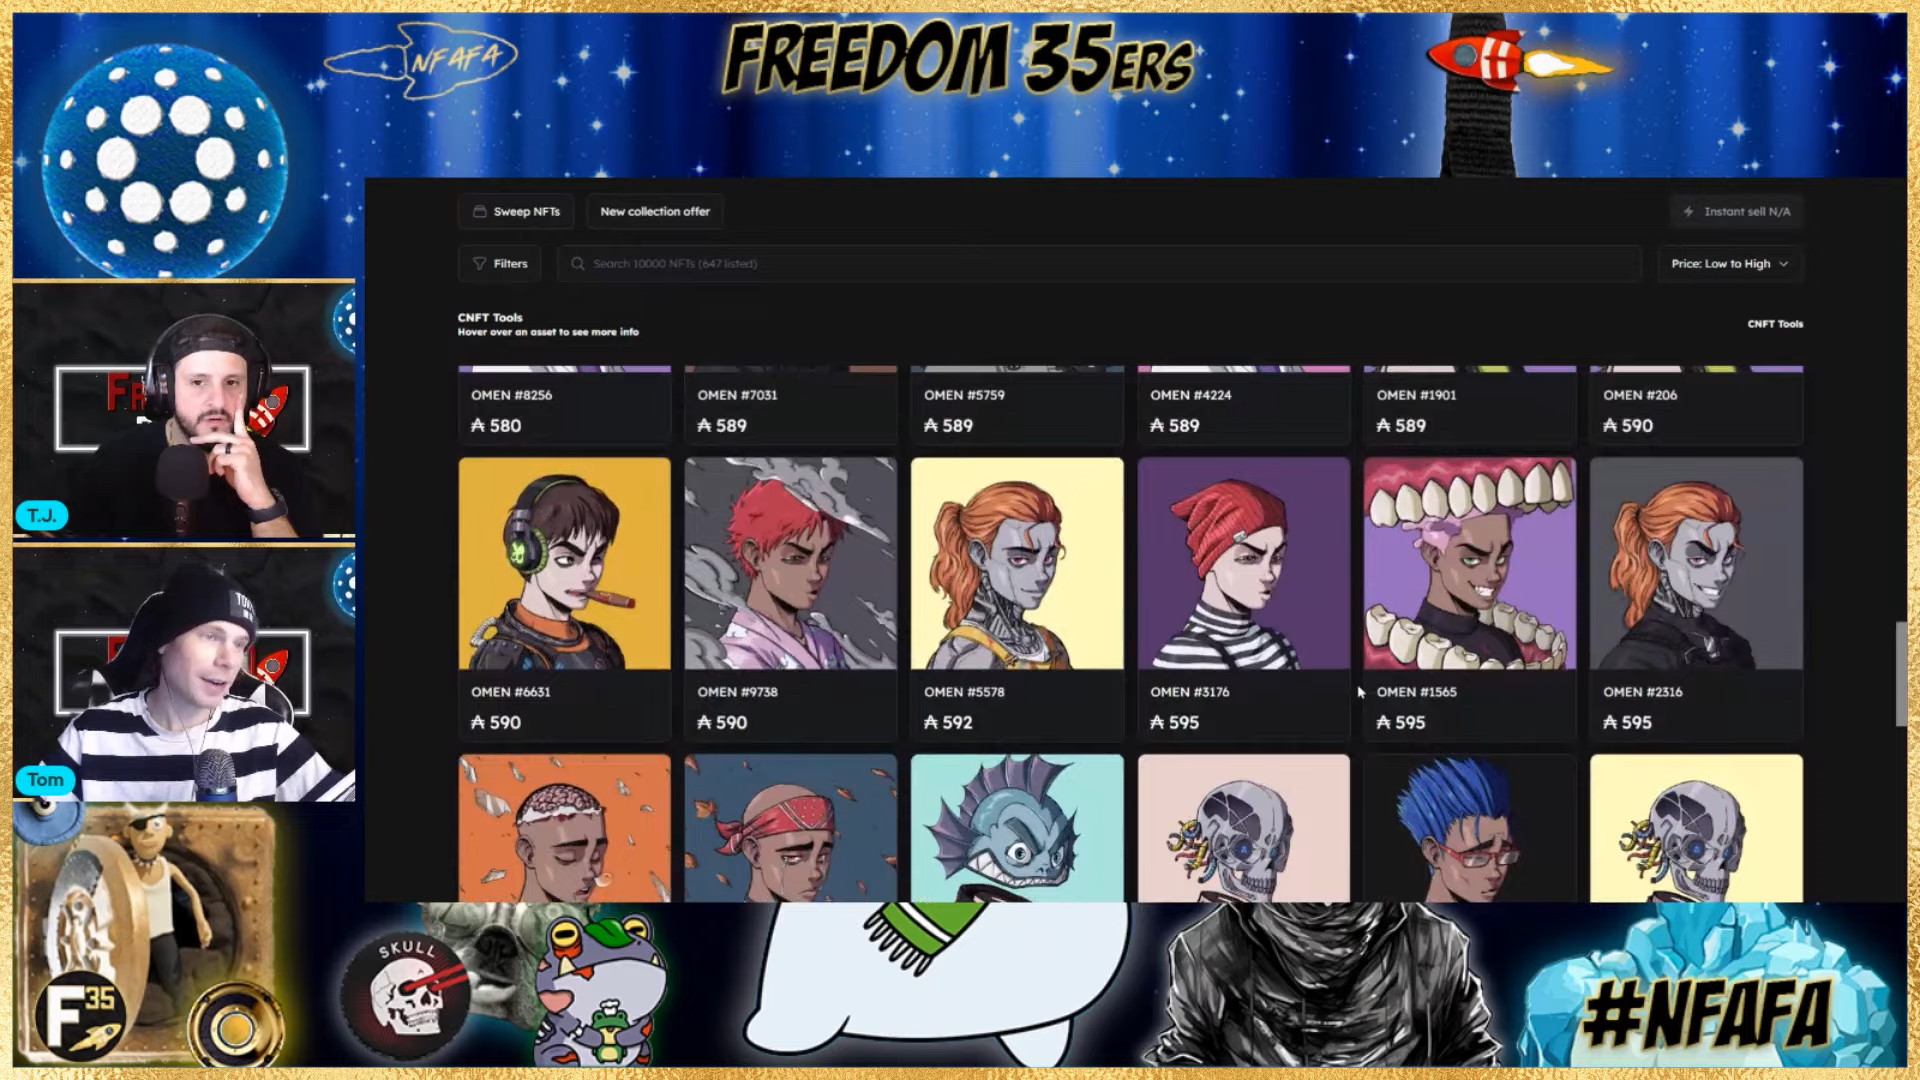 NFAFA
FREEDOM 35ERS
Sweep NFTs
New collection offer
Instant sell N/A
Filters
Search 10000 NFTs (647 listed)
Price: Low to High
CNFT Tools
Hover over an asset to see more info
CNFT Tools
OMEN #8256
OMEN #7031
OMEN #5759
OMEN #4224
OMEN #1901
OMEN #206
₳ 580
₳ 589
₳ 589
₳ 589
₳ 589
₳ 590
OMEN #6631
OMEN #9738
OMEN #5578
OMEN #3176
OMEN #1565
OMEN #2316
₳ 590
₳ 590
₳ 592
₳ 595
₳ 595
₳ 595
T.J.
Tom
SKULL
F35
#NFAFA